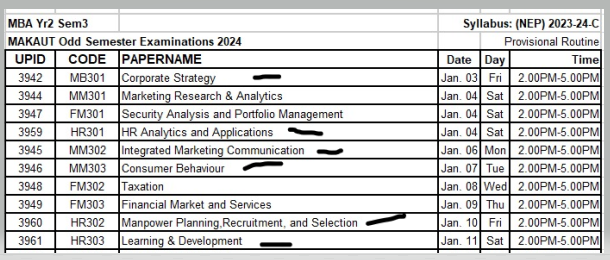 MBA Yr2 Sem3 Syllabus: (NEP) 2023-24-C
MAKAUT Odd Semester Examinations 2024 Provisional Routine
UPID CODE PAPERNAME Date Day Time
3942 MB301 Corporate Strategy Jan. 03 Fri 2.00PM-5.00PM
3944 MM301 Marketing Research & Analytics Jan. 04 Sat 2.00PM-5.00PM
3947 FM301 Security Analysis and Portfolio Management Jan. 04 Sat 2.00PM-5.00PM
3959 HR301 HR Analytics and Applications Jan. 04 Sat 2.00PM-5.00PM
3945 MM302 Integrated Marketing Communication Jan. 06 Mon 2.00PM-5.00PM
3946 MM303 Consumer Behaviour Jan. 07 Tue 2.00PM-5.00PM
3948 FM302 Taxation Jan. 08 Wed 2.00PM-5.00PM
3949 FM303 Financial Market and Services Jan. 09 Thu 2.00PM-5.00PM
3960 HR302 Manpower Planning,Recruitment, and Selection Jan. 10 Fri 2.00PM-5.00PM
3961 HR303 Learning & Development Jan. 11 Sat 2.00PM-5.00PM